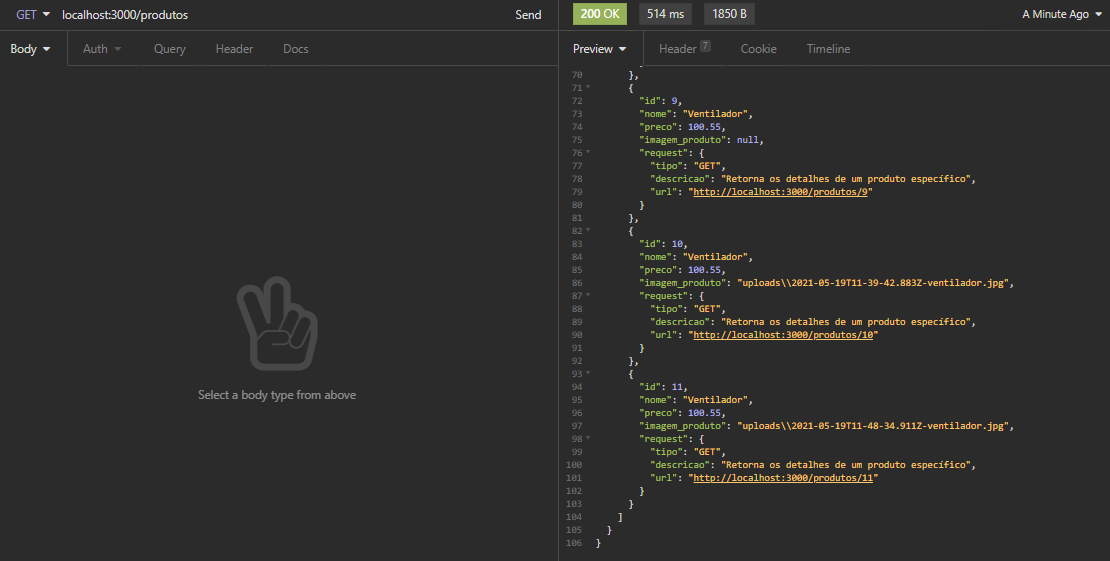 GET localhost:3000/produtos Send
200 OK 514 ms 1850 B A Minute Ago
Body Auth Query Header Docs
Preview Header 7 Cookie Timeline
70 },
71 {
72 "id": 9,
73 "nome": "Ventilador",
74 "preco": 100.55,
75 "imagem_produto": null,
76 "request": {
77 "tipo": "GET",
78 "descricao": "Retorna os detalhes de um produto específico",
79 "url": "http://localhost:3000/produtos/9"
80 }
81 },
82 {
83 "id": 10,
84 "nome": "Ventilador",
85 "preco": 100.55,
86 "imagem_produto": "uploads\\2021-05-19T11-39-42.883Z-ventilador.jpg",
87 "request": {
88 "tipo": "GET",
89 "descricao": "Retorna os detalhes de um produto específico",
90 "url": "http://localhost:3000/produtos/10"
91 }
92 },
93 {
94 "id": 11,
95 "nome": "Ventilador",
96 "preco": 100.55,
97 "imagem_produto": "uploads\\2021-05-19T11-48-34.911Z-ventilador.jpg",
98 "request": {
99 "tipo": "GET",
100 "descricao": "Retorna os detalhes de um produto específico",
101 "url": "http://localhost:3000/produtos/11"
102 }
103 }
104 ]
105 }
106 }
Select a body type from above